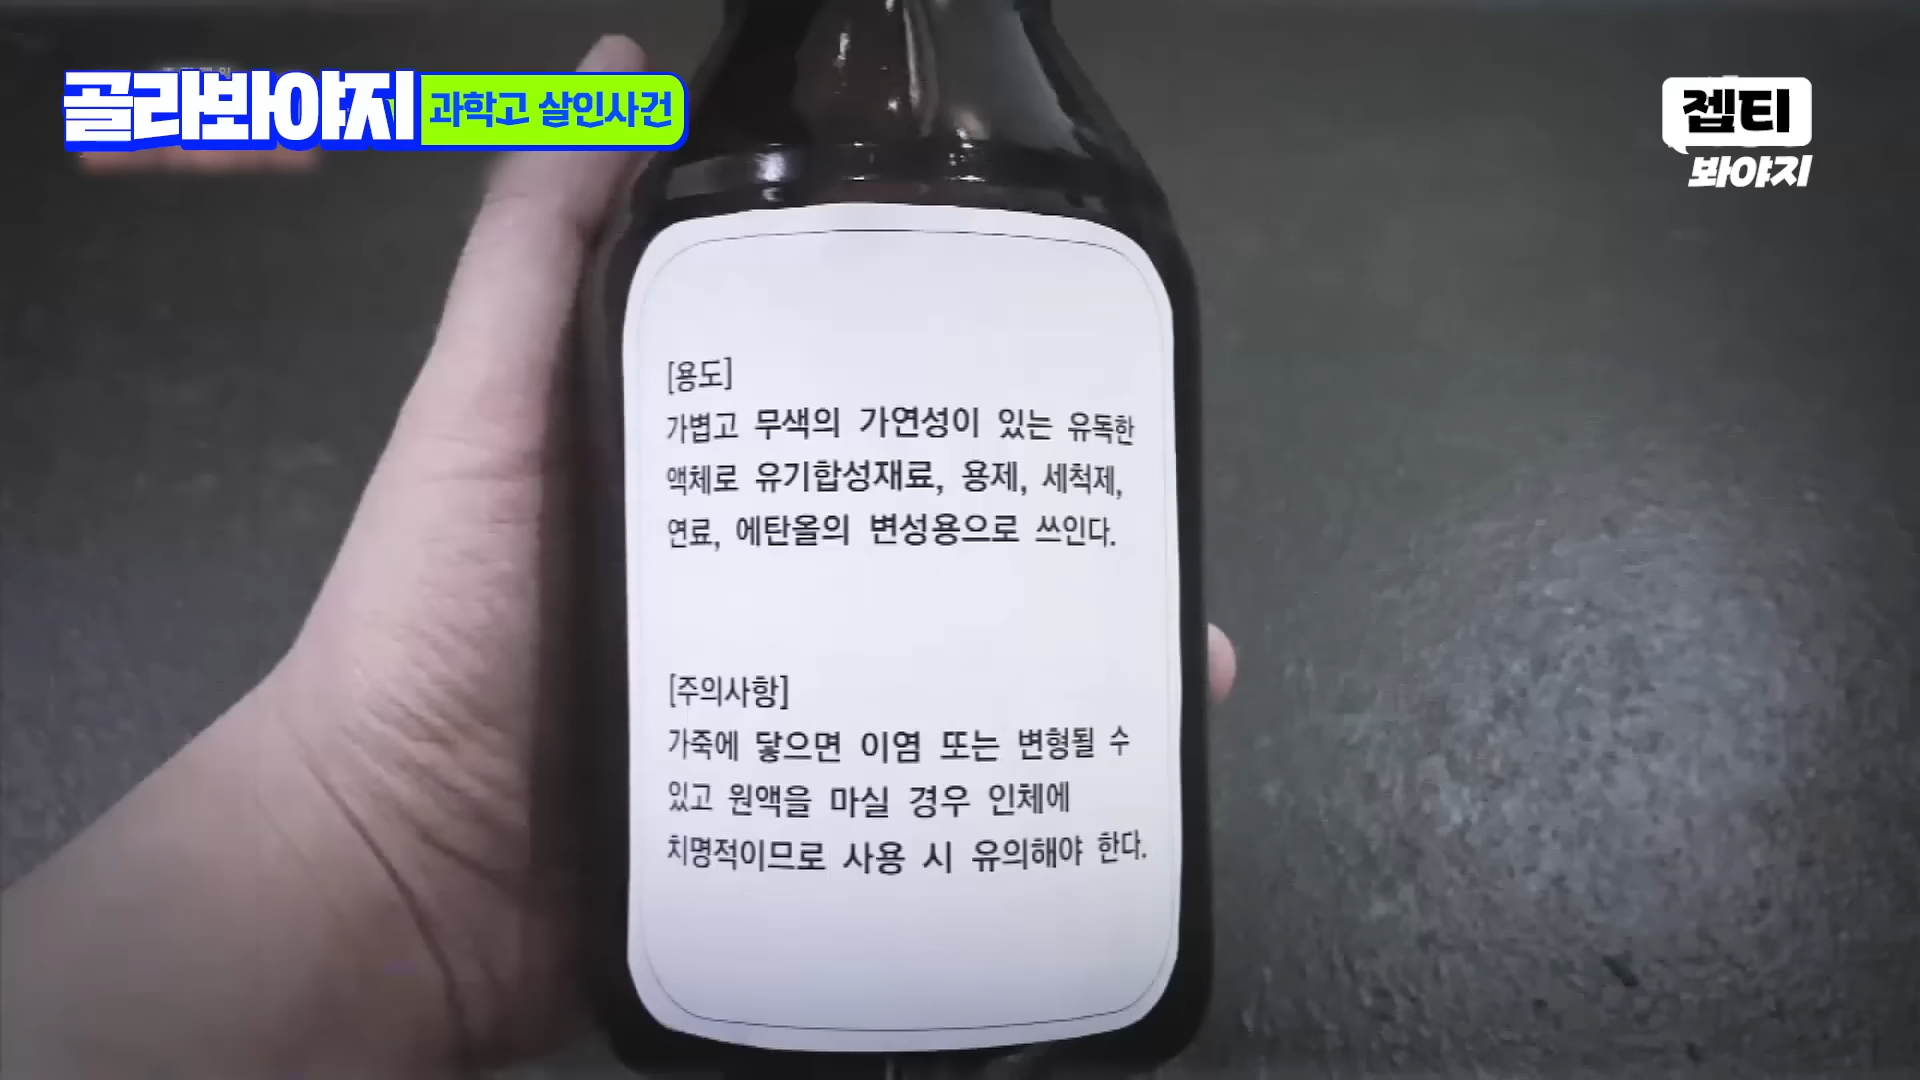 골라봐야지 과학고 살인사건
젭티
봐야지
[용도]
가볍고 무색의 가연성이 있는 유독한
액체로 유기합성재료, 용제, 세척제,
연료, 에탄올의 변성용으로 쓰인다.
[주의사항]
가죽에 닿으면 이염 또는 변형될 수
있고 원액을 마실 경우 인체에
치명적이므로 사용 시 유의해야 한다.